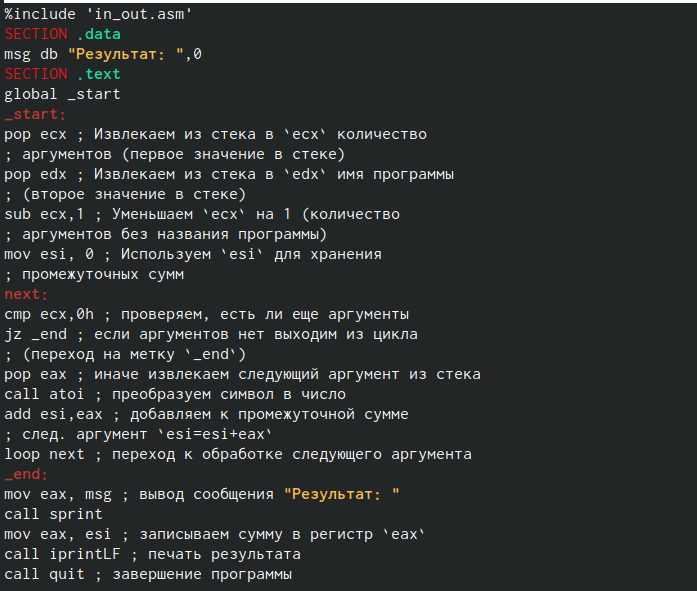 %include 'in_out.asm'
SECTION .data
msg db "Результат: ",0
SECTION .text
global _start
_start:
pop ecx ; Извлекаем из стека в `ecx` количество
; аргументов (первое значение в стеке)
pop edx ; Извлекаем из стека в `edx` имя программы
; (второе значение в стеке)
sub ecx,1 ; Уменьшаем `ecx` на 1 (количество
; аргументов без названия программы)
mov esi, 0 ; Используем `esi` для хранения
; промежуточных сумм
next:
cmp ecx,0h ; проверяем, есть ли еще аргументы
jz _end ; если аргументов нет выходим из цикла
; (переход на метку `_end`)
pop eax ; иначе извлекаем следующий аргумент из стека
call atoi ; преобразуем символ в число
add esi,eax ; добавляем к промежуточной сумме
; след. аргумент `esi=esi+eax`
loop next ; переход к обработке следующего аргумента
_end:
mov eax, msg ; вывод сообщения "Результат: "
call sprint
mov eax, esi ; записываем сумму в регистр `eax`
call iprintLF ; печать результата
call quit ; завершение программы